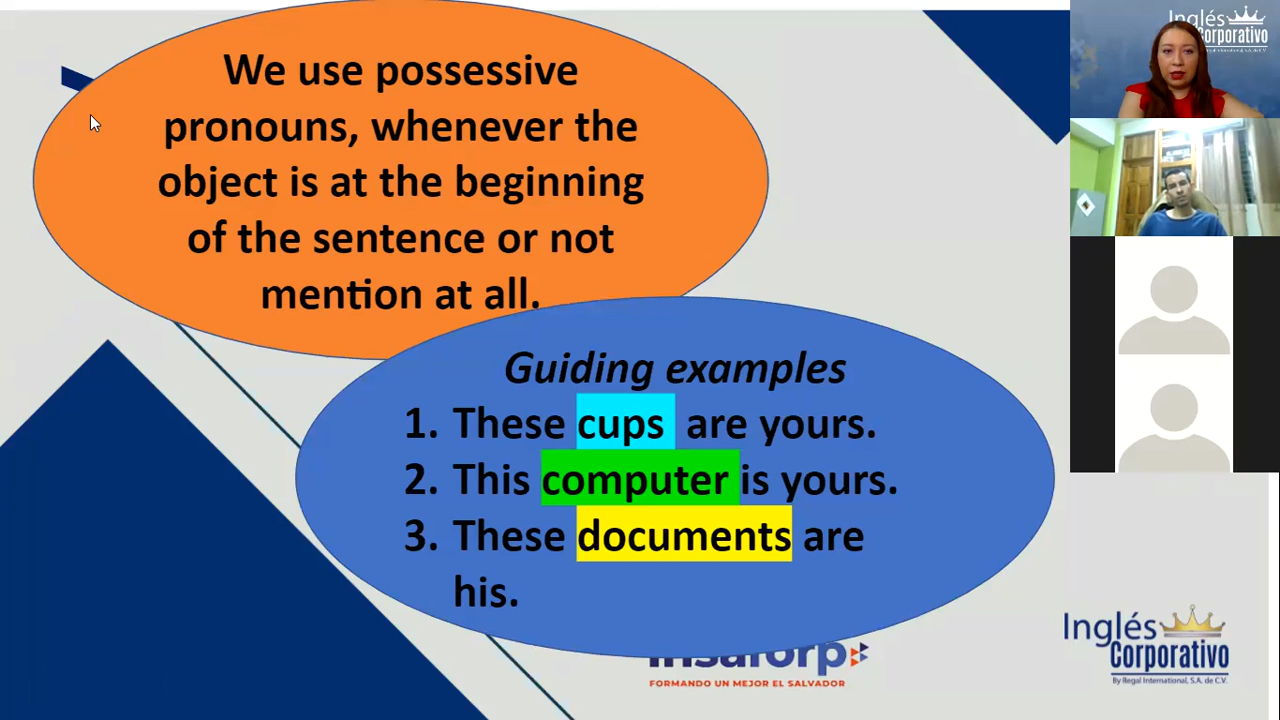 We use possessive
pronouns, whenever the
object is at the beginning
of the sentence or not
mention at all.
Guiding examples
1. These cups are yours.
2. This computer is yours.
3. These documents are
his.
FORMANDO UN MEJOR EL SALVADOR
Inglés
Corporativo
By Regal International, S.A. de C.V.
Inglés
Corporativo